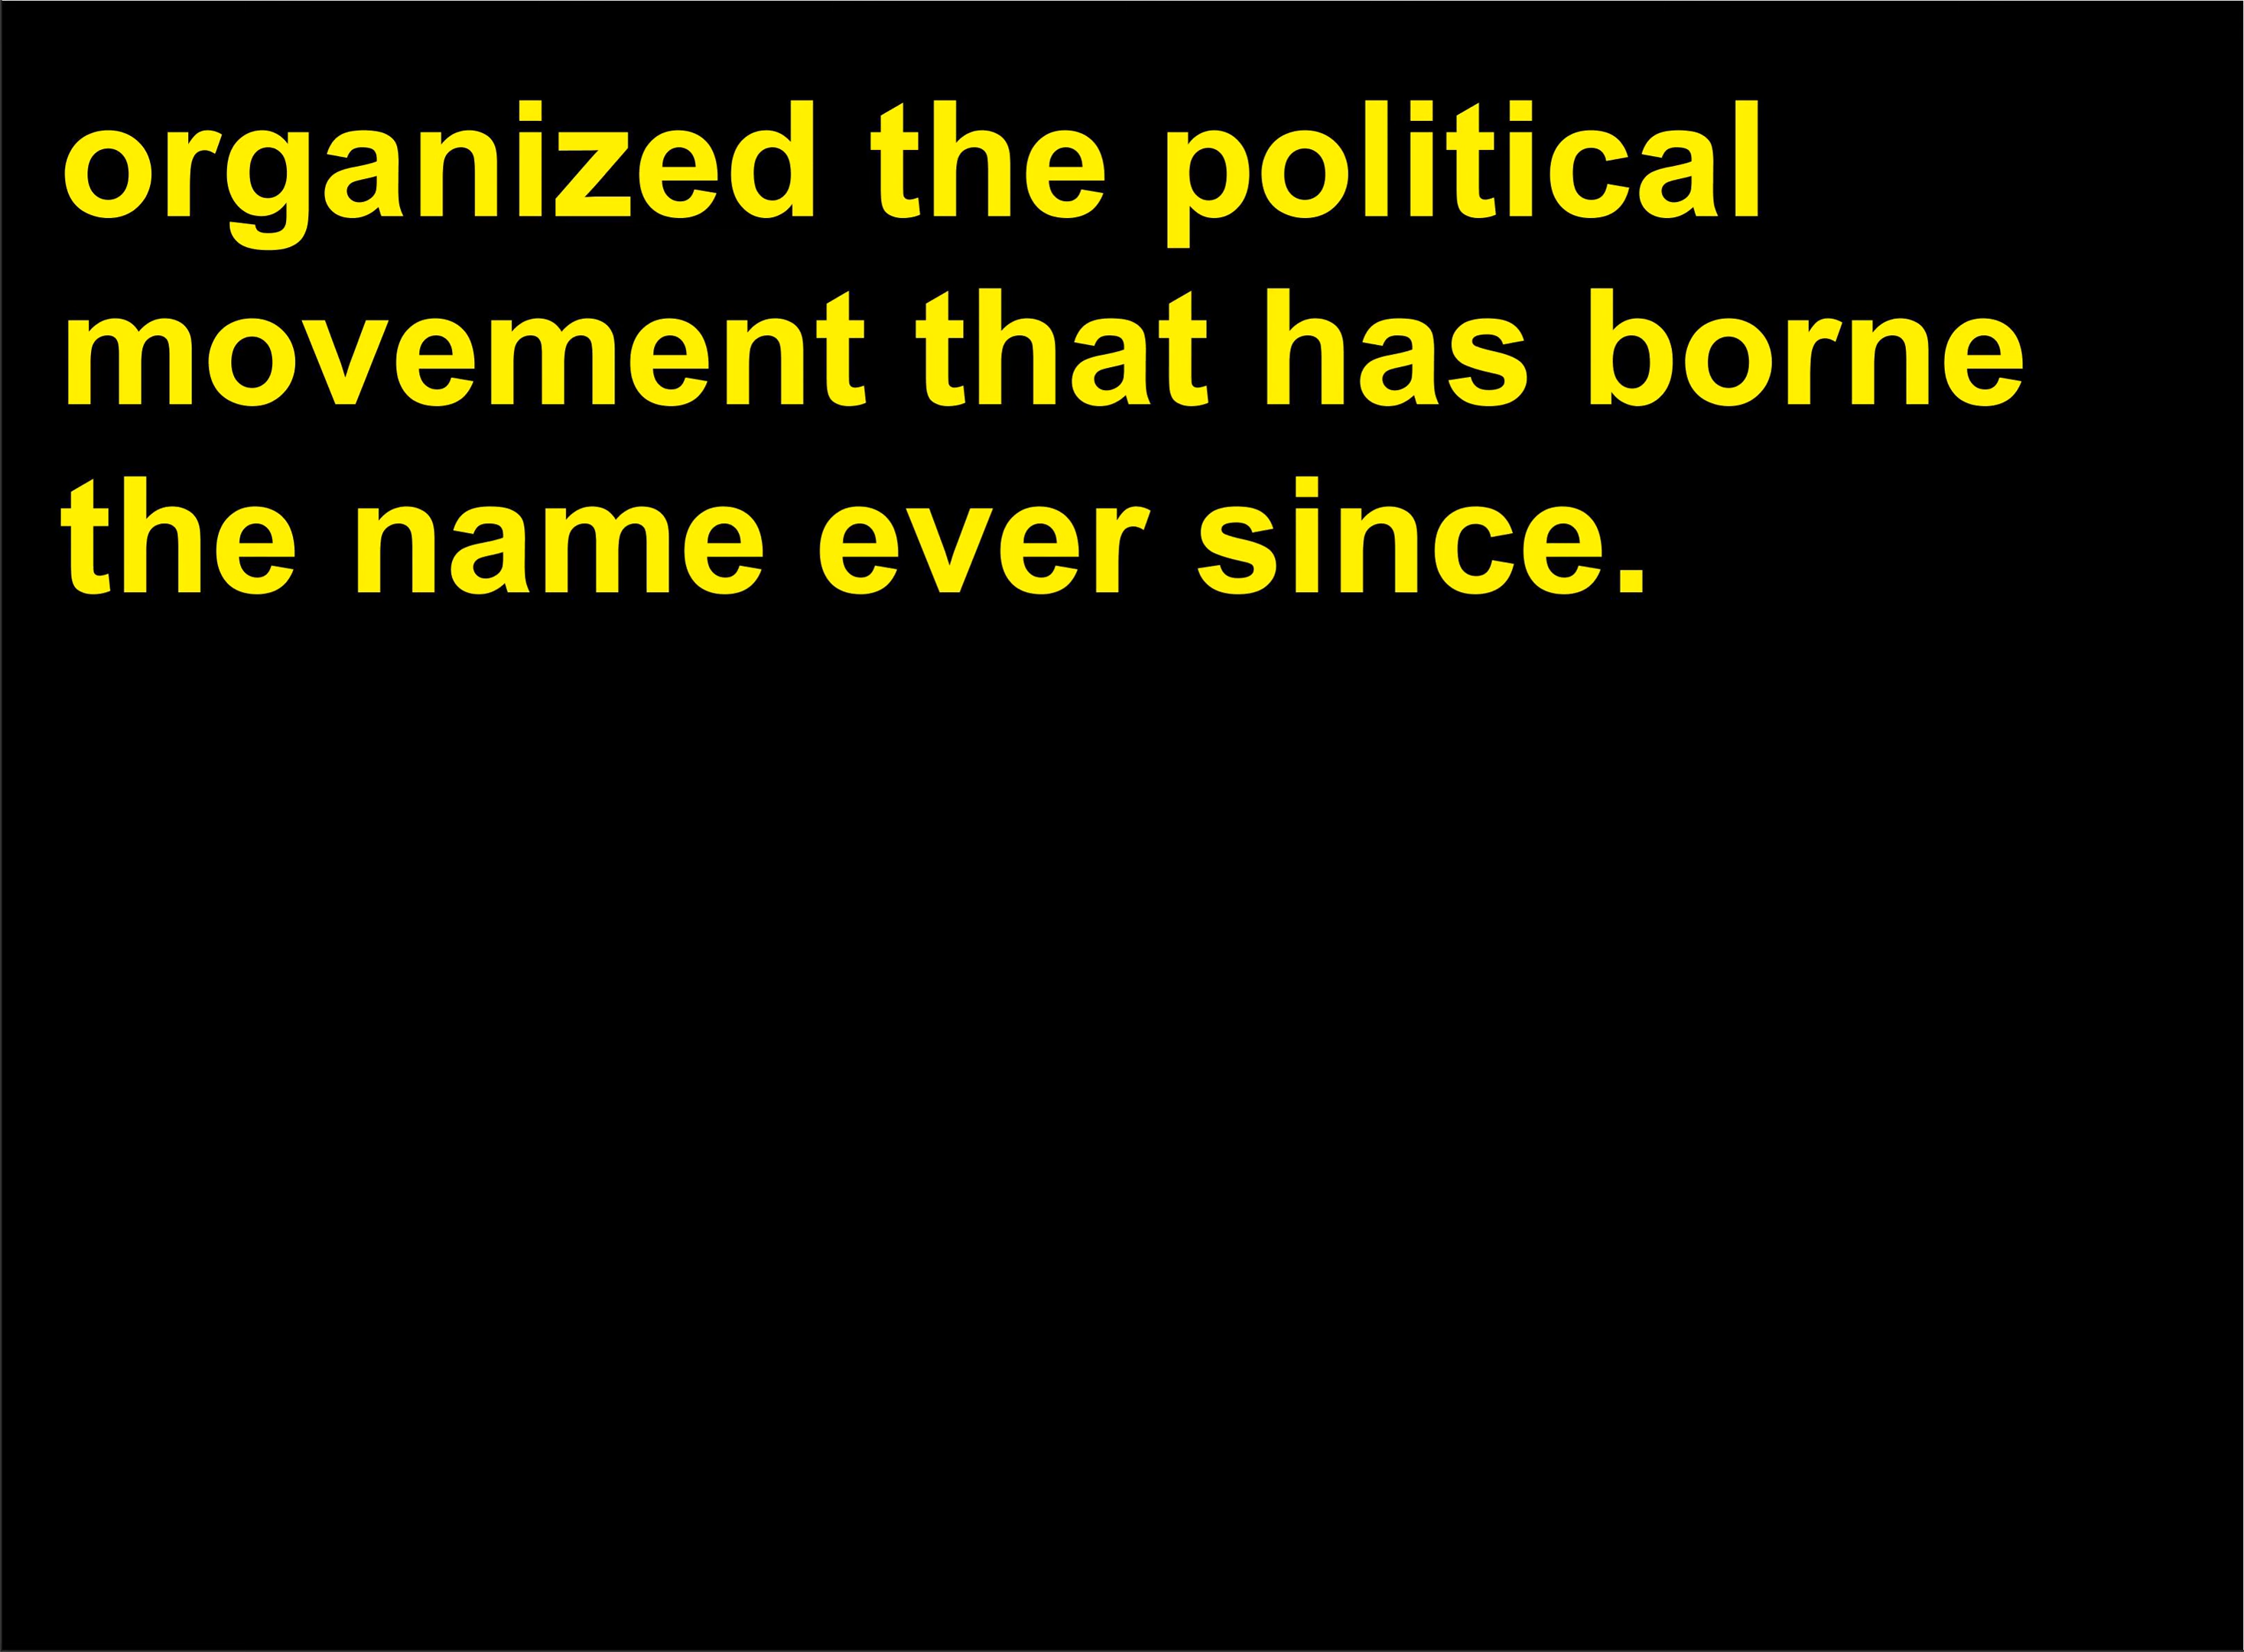 organized the political
movement that has borne
the name ever since.